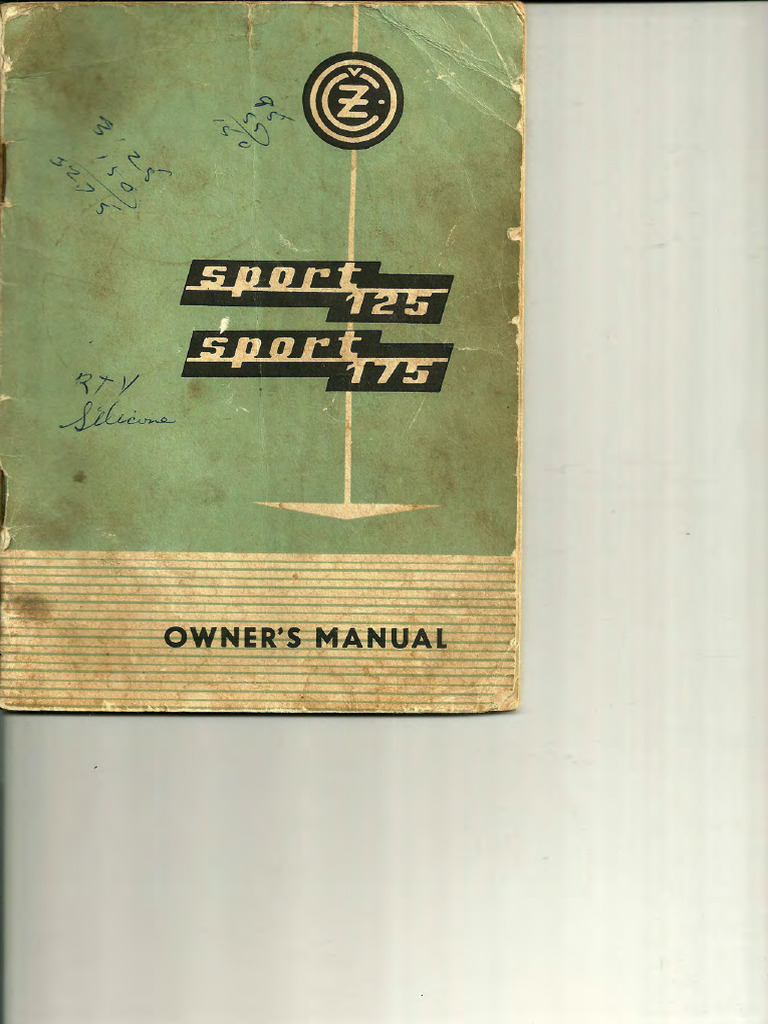 ČZ
sport
125
sport
175
RTV
Silicone
OWNER'S MANUAL